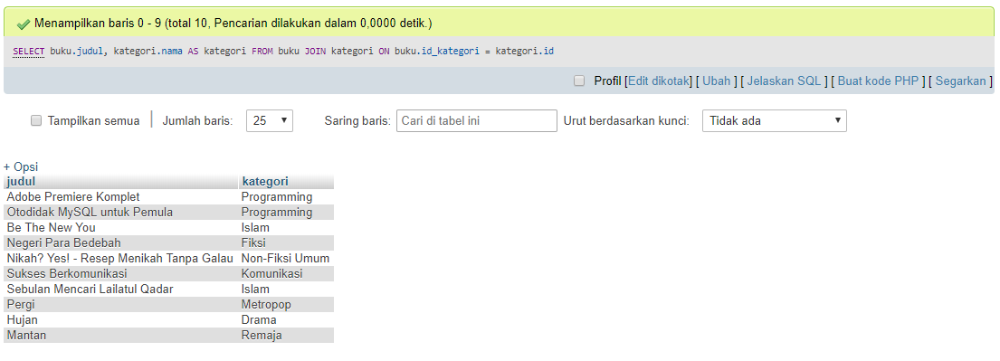 Menampilkan baris 0 - 9 (total 10, Pencarian dilakukan dalam 0,0000 detik.)
SELECT buku.judul, kategori.nama AS kategori FROM buku JOIN kategori ON buku.id_kategori = kategori.id
Profil [Edit dikotak] [ Ubah ] [ Jelaskan SQL ] [ Buat kode PHP ] [ Segarkan ]
Tampilkan semua | Jumlah baris: 25 Saring baris: Cari di tabel ini Urut berdasarkan kunci: Tidak ada
+ Opsi
judul kategori
Adobe Premiere Komplet Programming
Otodidak MySQL untuk Pemula Programming
Be The New You Islam
Negeri Para Bedebah Fiksi
Nikah? Yes! - Resep Menikah Tanpa Galau Non-Fiksi Umum
Sukses Berkomunikasi Komunikasi
Sebulan Mencari Lailatul Qadar Islam
Pergi Metropop
Hujan Drama
Mantan Remaja